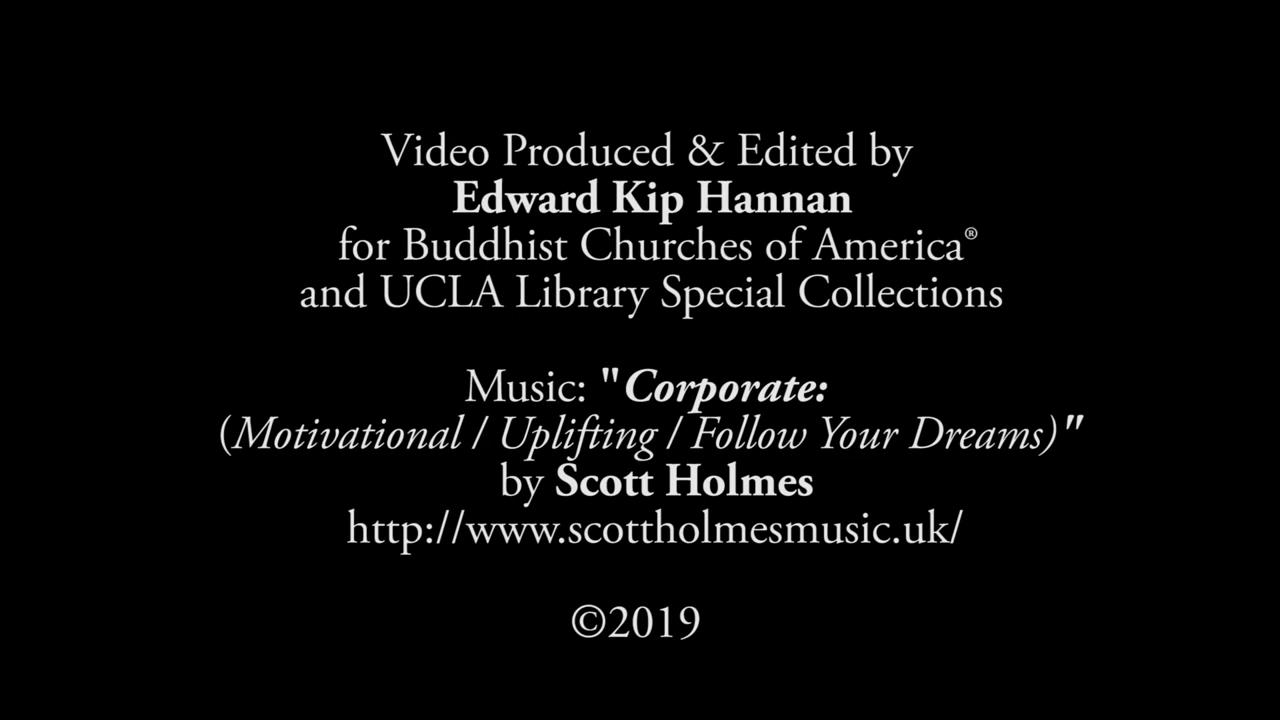 Video Produced & Edited by
Edward Kip Hannan
for Buddhist Churches of America®
and UCLA Library Special Collections
Music: "Corporate:
(Motivational / Uplifting / Follow Your Dreams)"
by Scott Holmes
http://www.scottholmesmusic.uk/
©2019